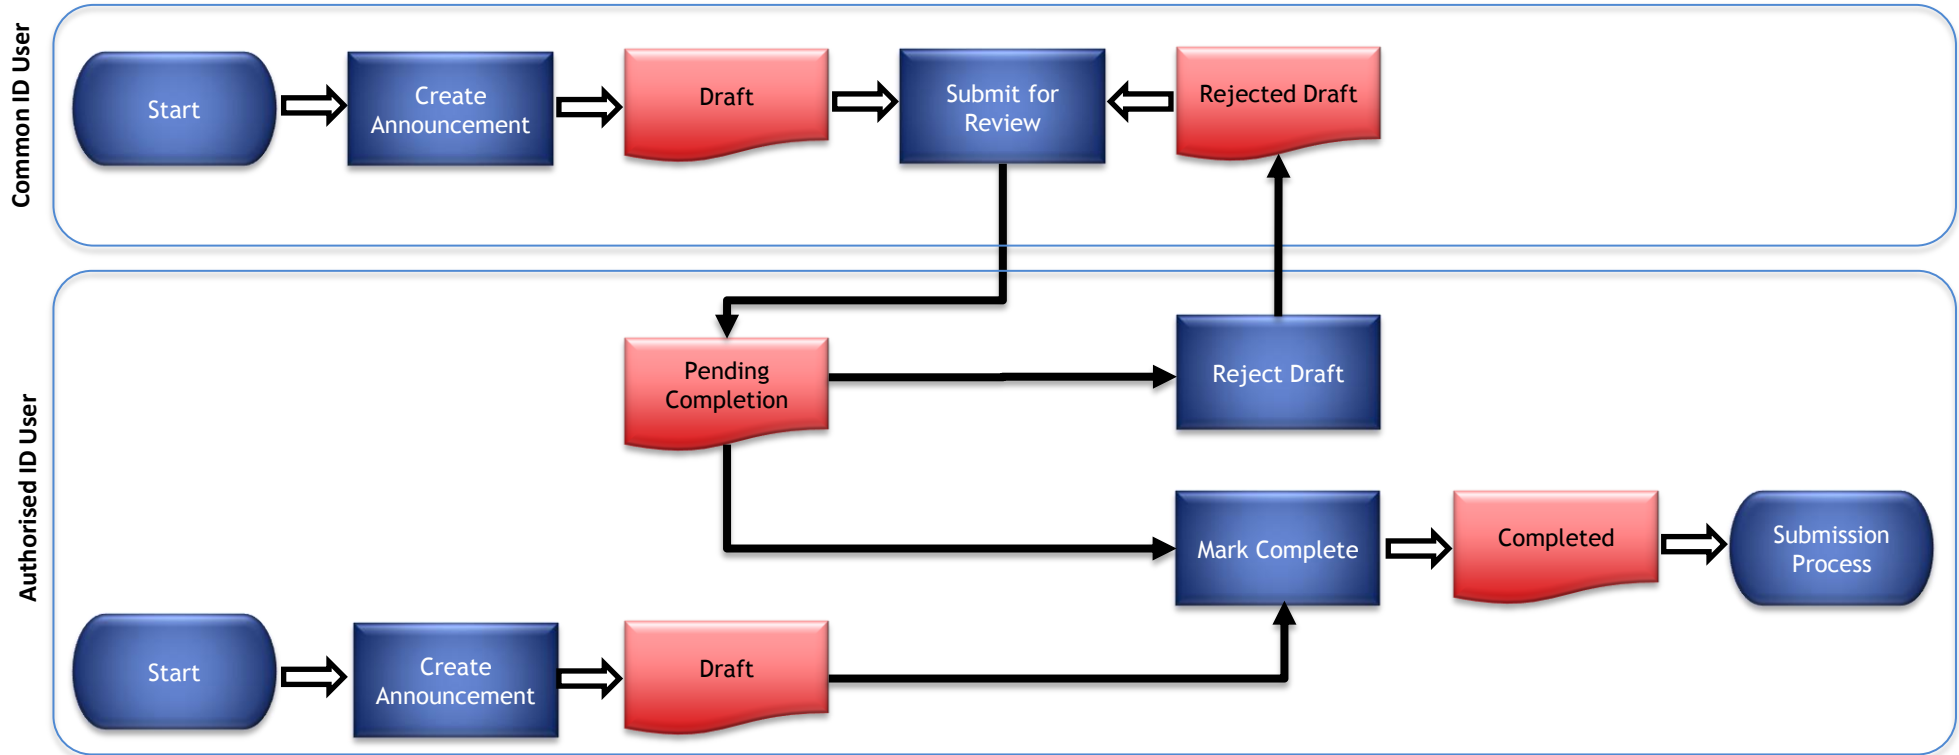 Common ID User
Start
Create
Announcement
Draft
Submit for
Review
Rejected Draft
Authorised ID User
Pending
Completion
Reject Draft
Mark Complete
Completed
Submission
Process
Start
Create
Announcement
Draft